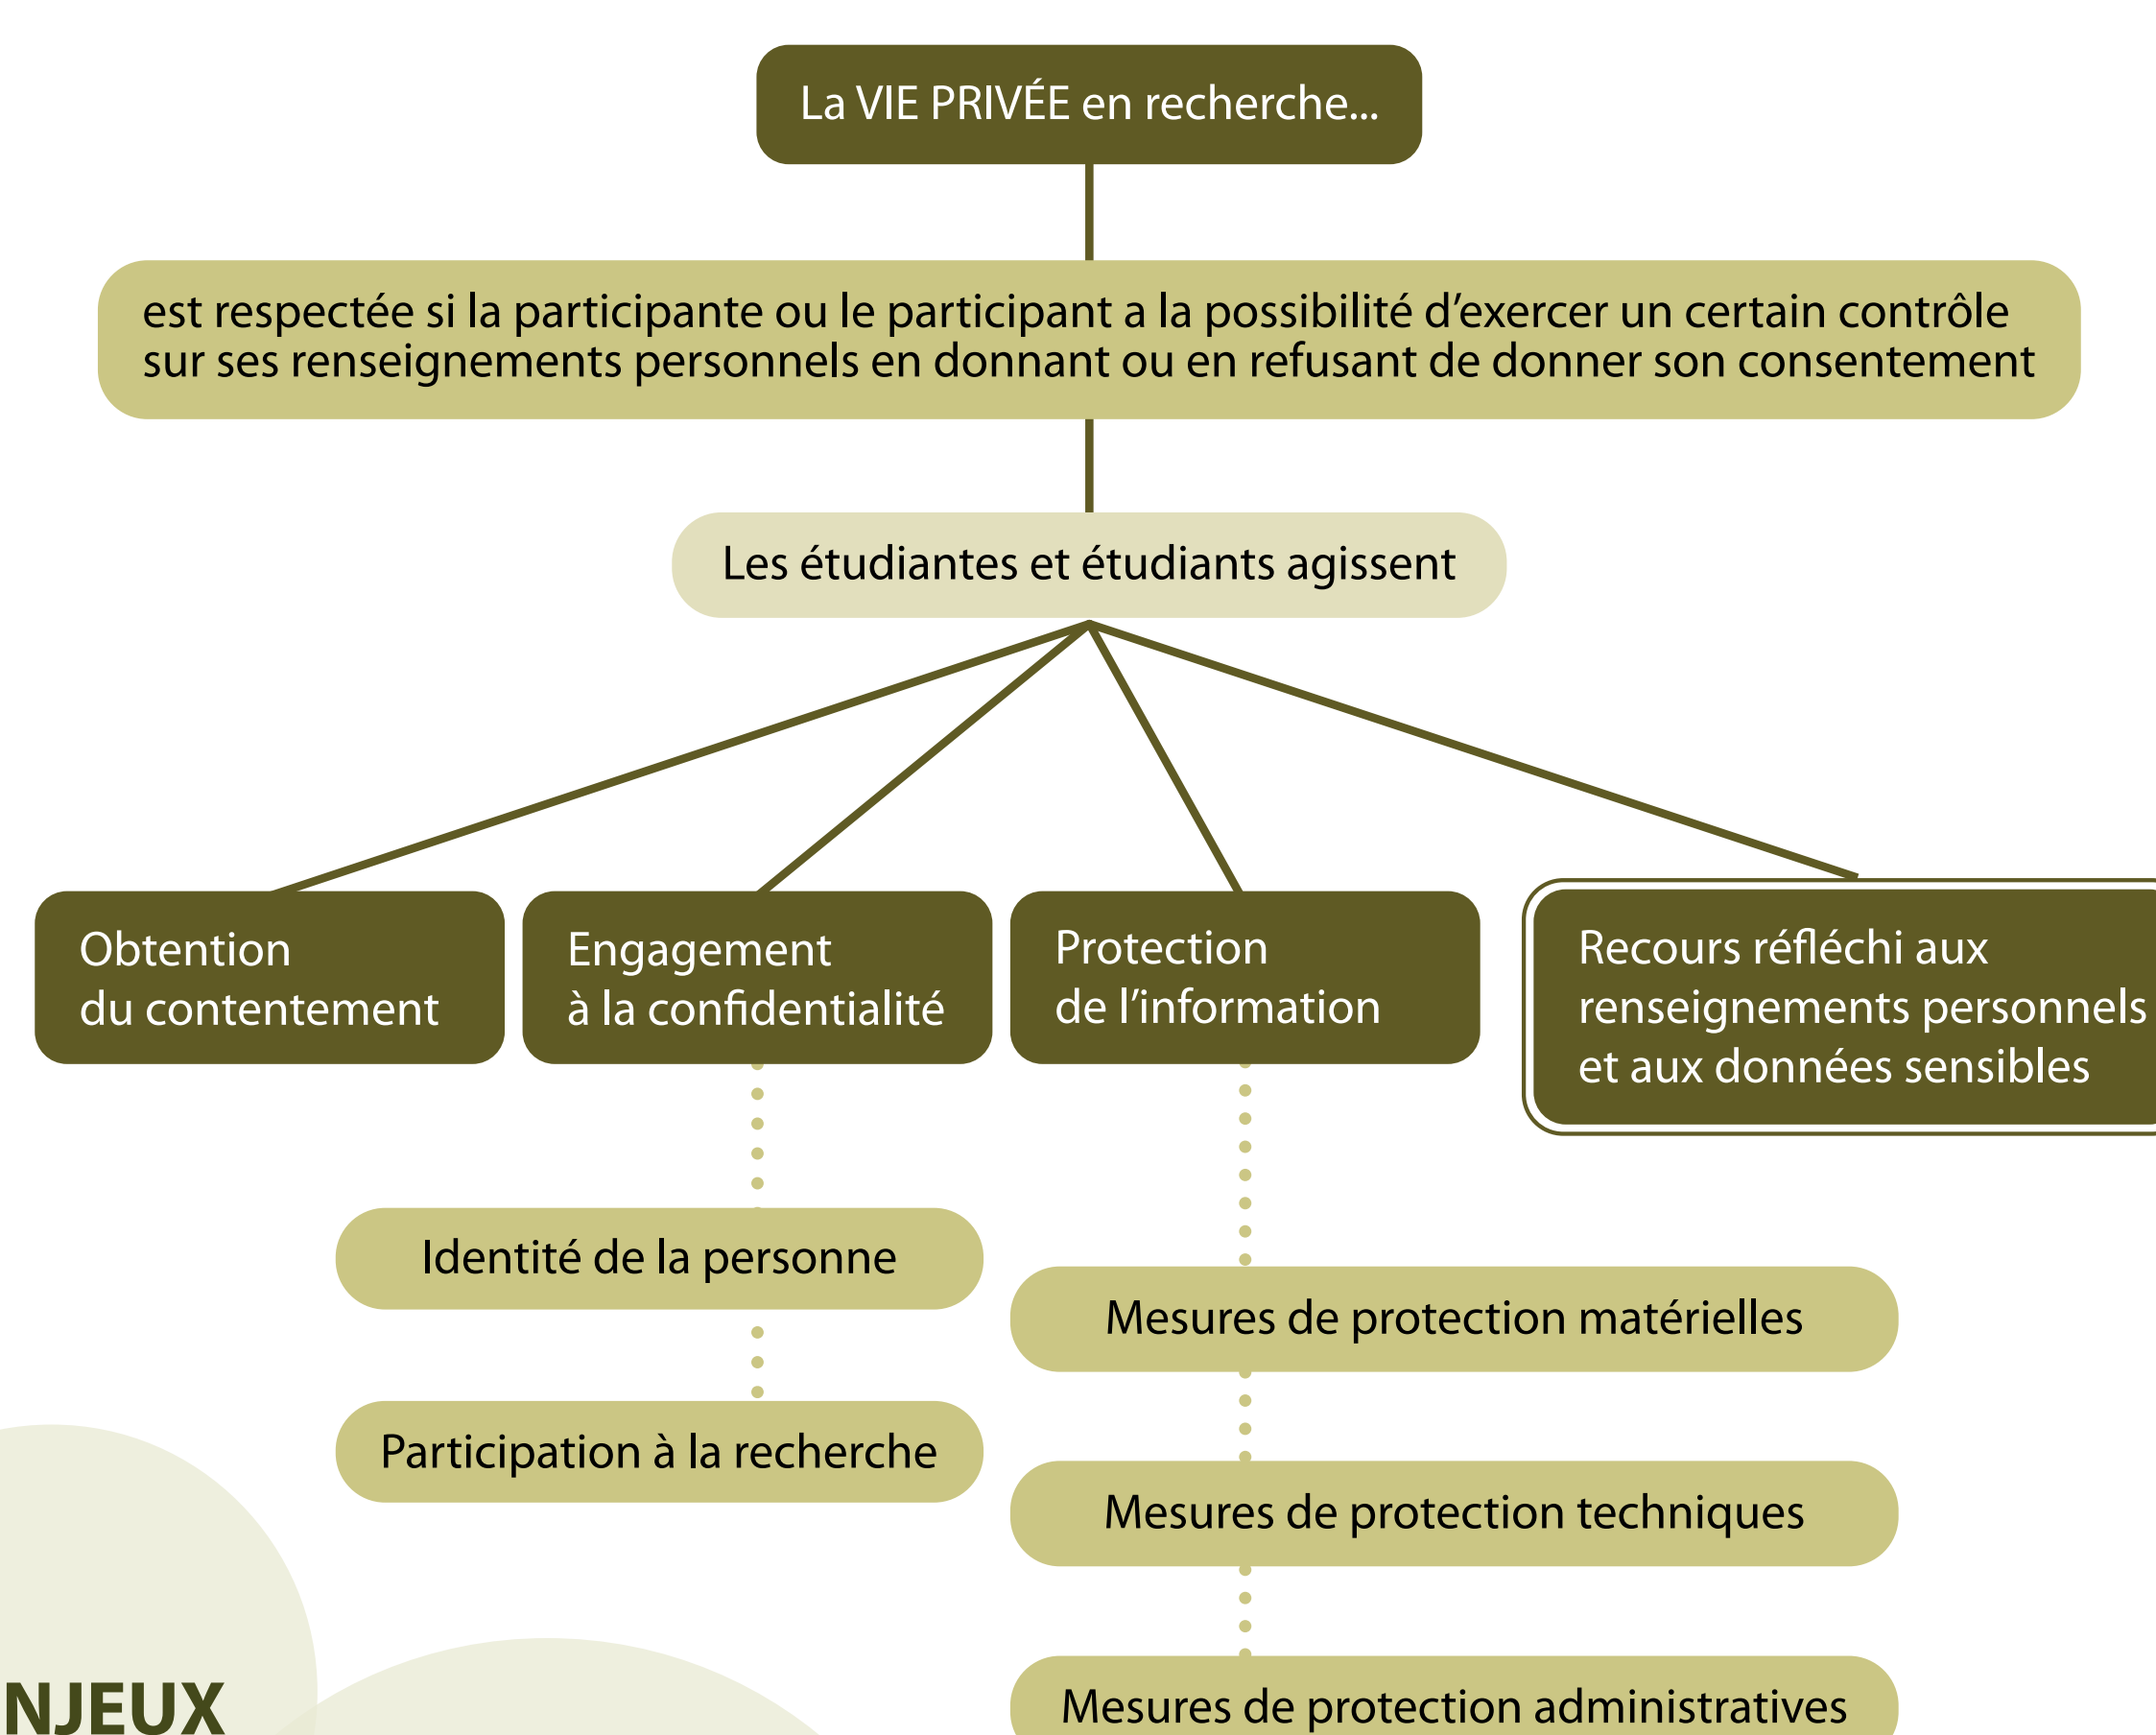 La VIE PRIVÉE en recherche...
est respectée si la participante ou le participant a la possibilité d’exercer un certain contrôle
sur ses renseignements personnels en donnant ou en refusant de donner son consentement
Les étudiantes et étudiants agissent
Obtention
du contentement
Engagement
à la confidentialité
Protection
de l’information
Recours réfléchi aux
renseignements personnels
et aux données sensibles
Identité de la personne
Participation à la recherche
Mesures de protection matérielles
Mesures de protection techniques
Mesures de protection administratives
NJEUX